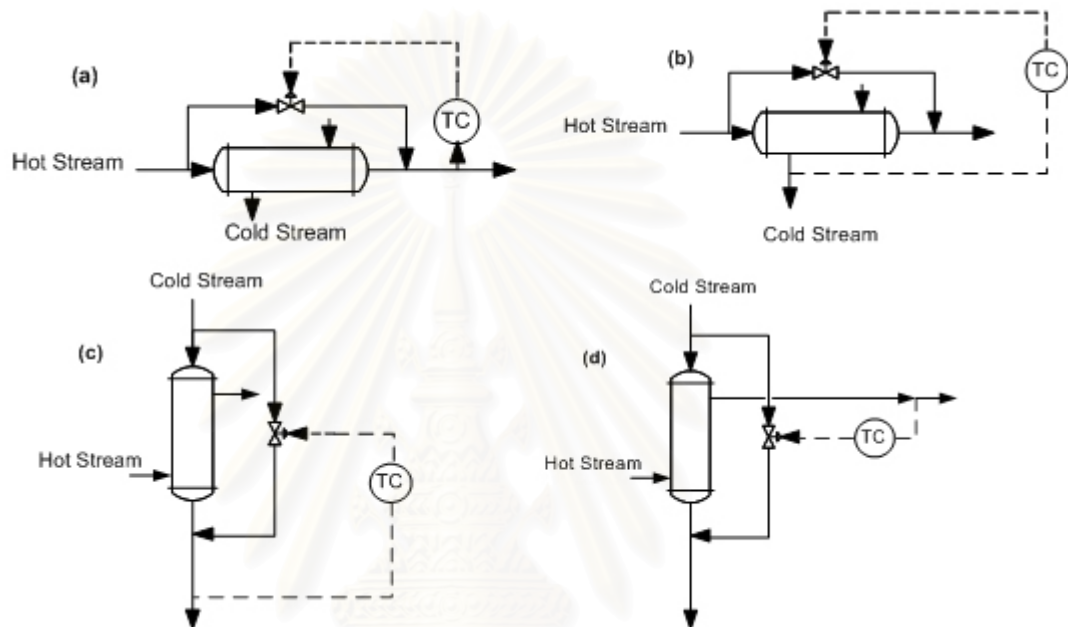 (a)
TC
Hot Stream
Cold Stream
(b)
TC
Hot Stream
Cold Stream
Cold Stream
(c)
Hot Stream
TC
Cold Stream
(d)
TC
Hot Stream